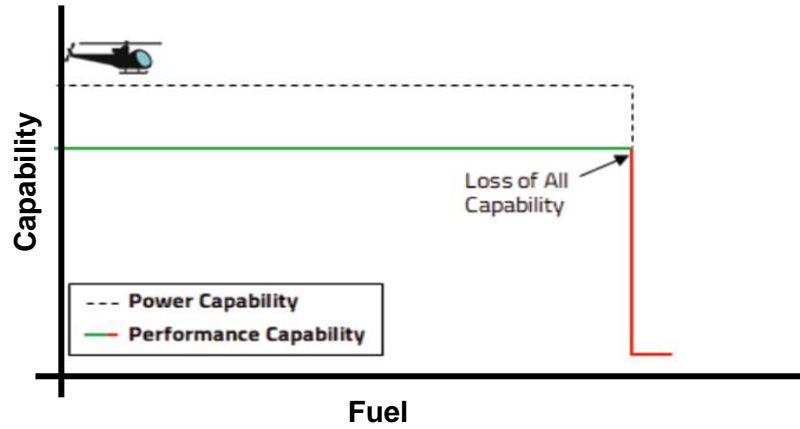 Capability
Loss of All
Capability
Power Capability
Performance Capability
Fuel